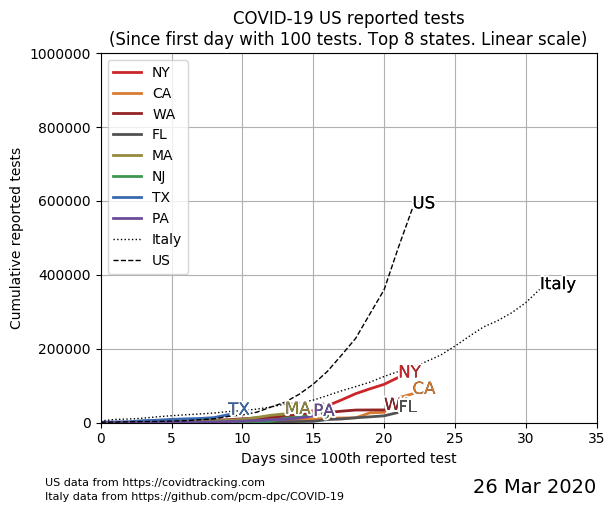 COVID-19 US reported tests
(Since first day with 100 tests. Top 8 states. Linear scale)
Cumulative reported tests
1000000
800000
600000
400000
200000
0
NY
CA
WA
FL
MA
NJ
TX
PA
Italy
US
US
Italy
NY
CA
FL
TX
MA
PA
0 5 10 15 20 25 30 35
Days since 100th reported test
US data from https://covidtracking.com
Italy data from https://github.com/pcm-dpc/COVID-19
26 Mar 2020